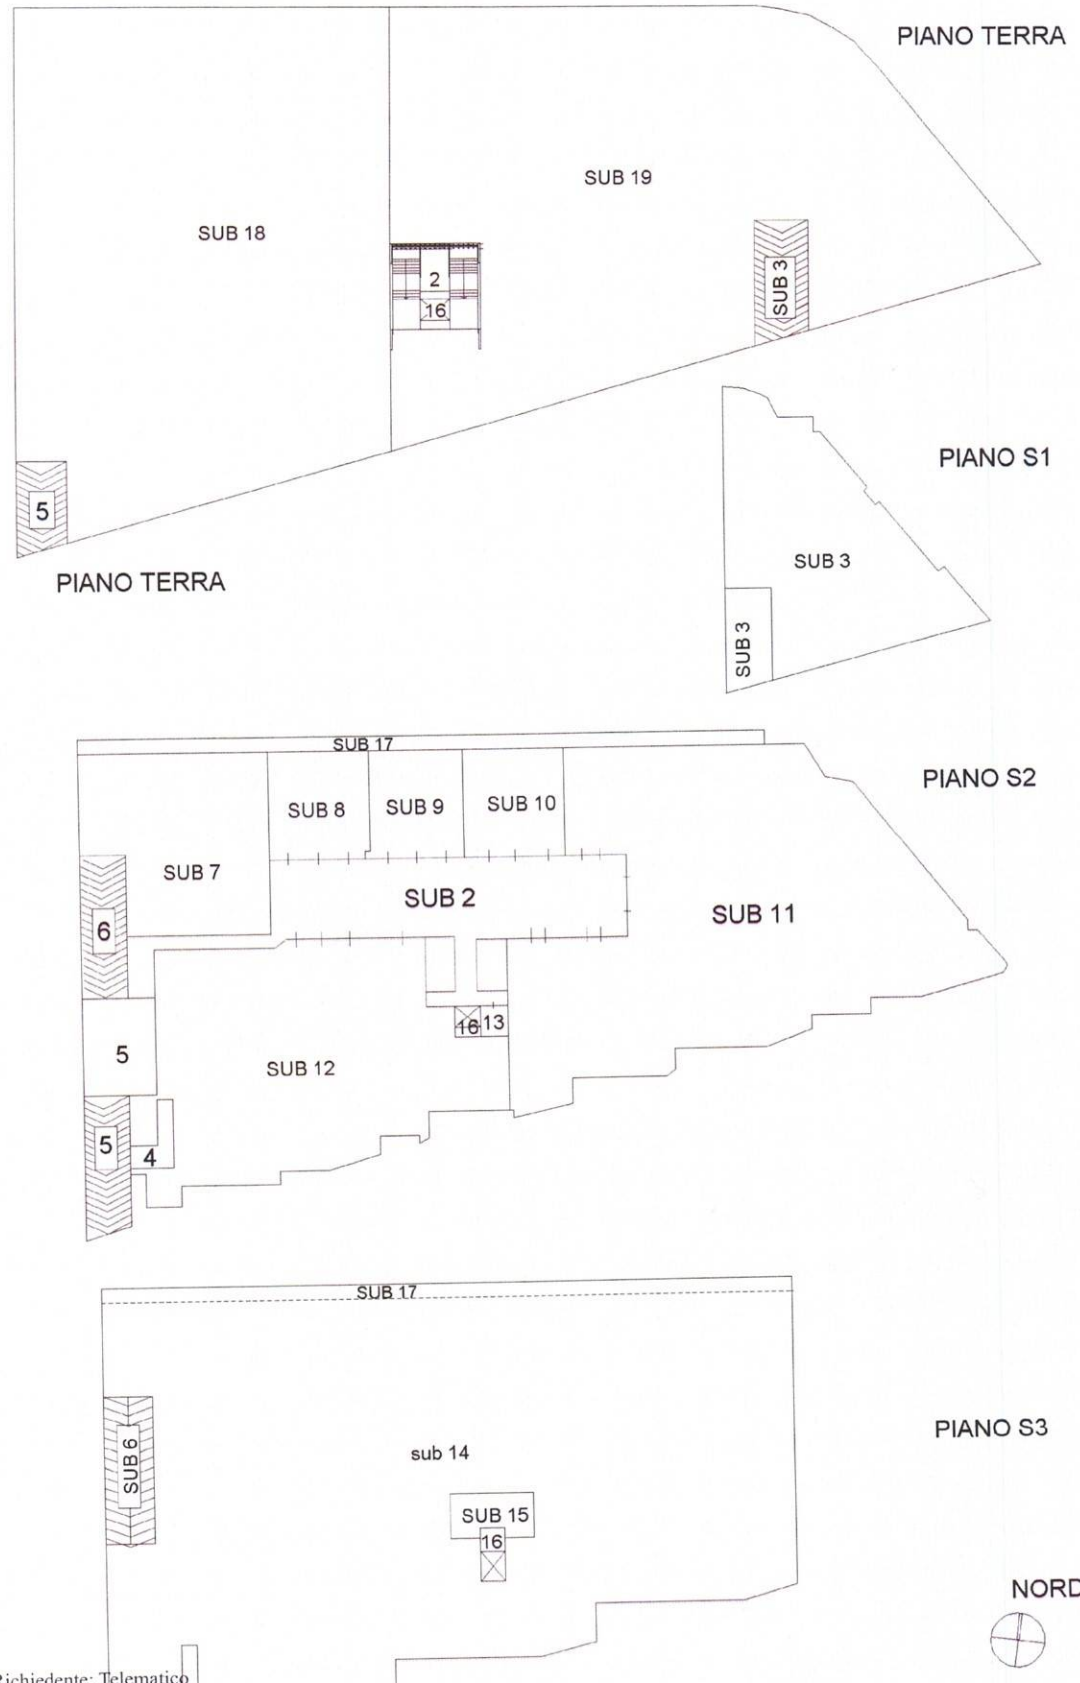 PIANO TERRA
SUB 19
SUB 18
2
16
SUB 3
5
PIANO TERRA
PIANO S1
SUB 3
SUB 3
SUB 17
PIANO S2
SUB 8
SUB 9
SUB 10
SUB 7
SUB 2
SUB 11
6
16
13
5
SUB 12
5
4
SUB 17
PIANO S3
SUB 6
sub 14
SUB 15
16
NORD
Richiedente: Telematico